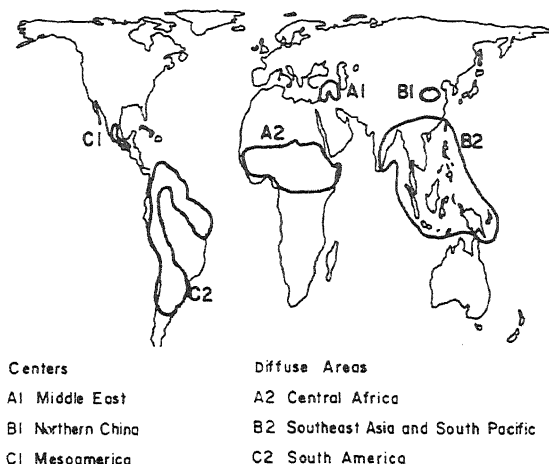 A1
B1
A2
C1
B2
C2
Centers Diffuse Areas
A1 Middle East A2 Central Africa
B1 Northern China B2 Southeast Asia and South Pacific
C1 Mesoamerica C2 South America